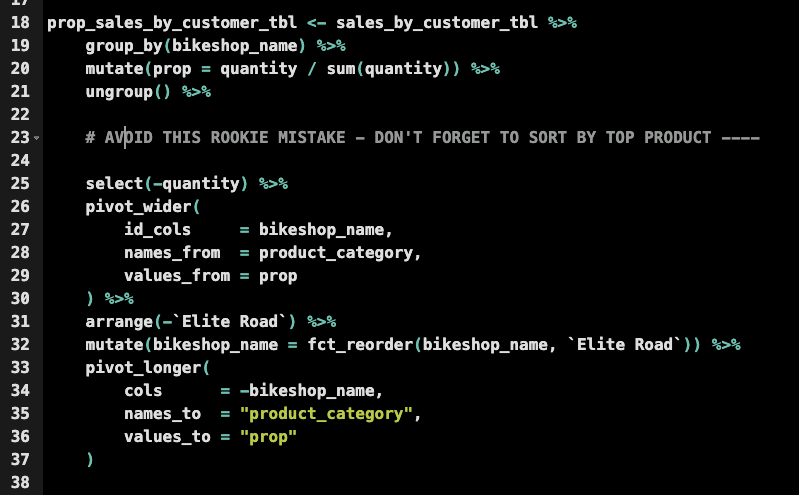 17
18 prop_sales_by_customer_tbl <- sales_by_customer_tbl %>%
19     group_by(bikeshop_name) %>%
20     mutate(prop = quantity / sum(quantity)) %>%
21     ungroup() %>%
22
23     # AVOID THIS ROOKIE MISTAKE - DON'T FORGET TO SORT BY TOP PRODUCT ----
24
25     select(-quantity) %>%
26     pivot_wider(
27         id_cols     = bikeshop_name,
28         names_from  = product_category,
29         values_from = prop
30     ) %>%
31     arrange(-`Elite Road`) %>%
32     mutate(bikeshop_name = fct_reorder(bikeshop_name, `Elite Road`)) %>%
33     pivot_longer(
34         cols      = -bikeshop_name,
35         names_to  = "product_category",
36         values_to = "prop"
37     )
38